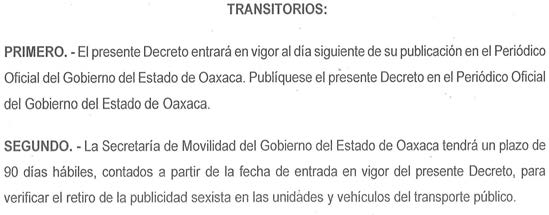 TRANSITORIOS:
PRIMERO. - El presente Decreto entrará en vigor al día siguiente de su publicación en el Periódico
Oficial del Gobierno del Estado de Oaxaca. Publíquese el presente Decreto en el Periódico Oficial
del Gobierno del Estado de Oaxaca.
SEGUNDO. - La Secretaría de Movilidad del Gobierno del Estado de Oaxaca tendrá un plazo de
90 días hábiles, contados a partir de la fecha de entrada en vigor del presente Decreto, para
verificar el retiro de la publicidad sexista en las unidades y vehículos del transporte público.